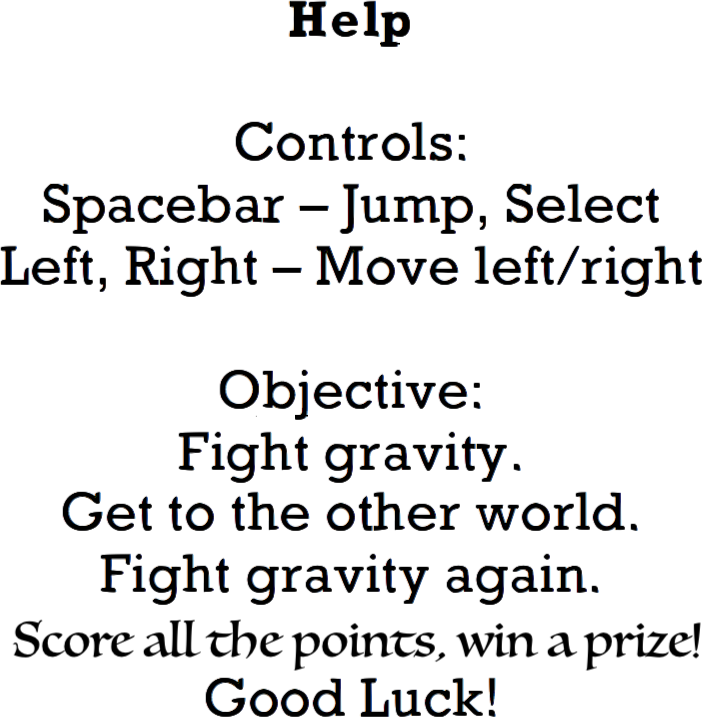 Help
Controls:
Spacebar – Jump, Select
Left, Right – Move left/right
Objective:
Fight gravity.
Get to the other world.
Fight gravity again.
Score all the points, win a prize!
Good Luck!